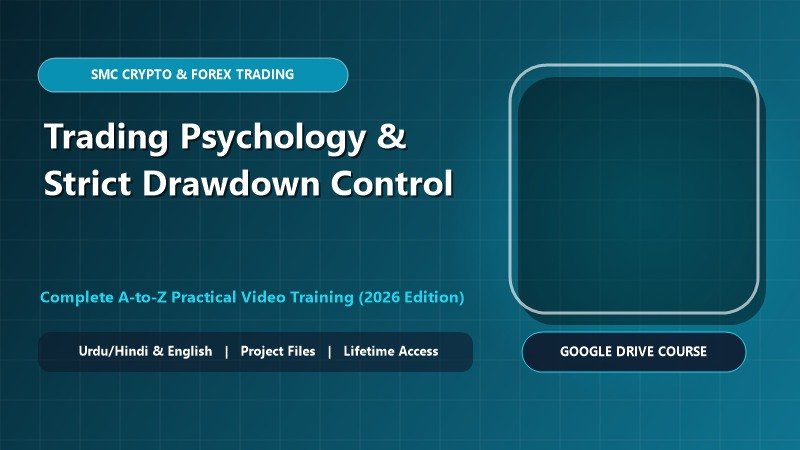 SMC CRYPTO & FOREX TRADING
Trading Psychology &
Strict Drawdown Control
Complete A-to-Z Practical Video Training (2026 Edition)
Urdu/Hindi & English | Project Files | Lifetime Access
GOOGLE DRIVE COURSE